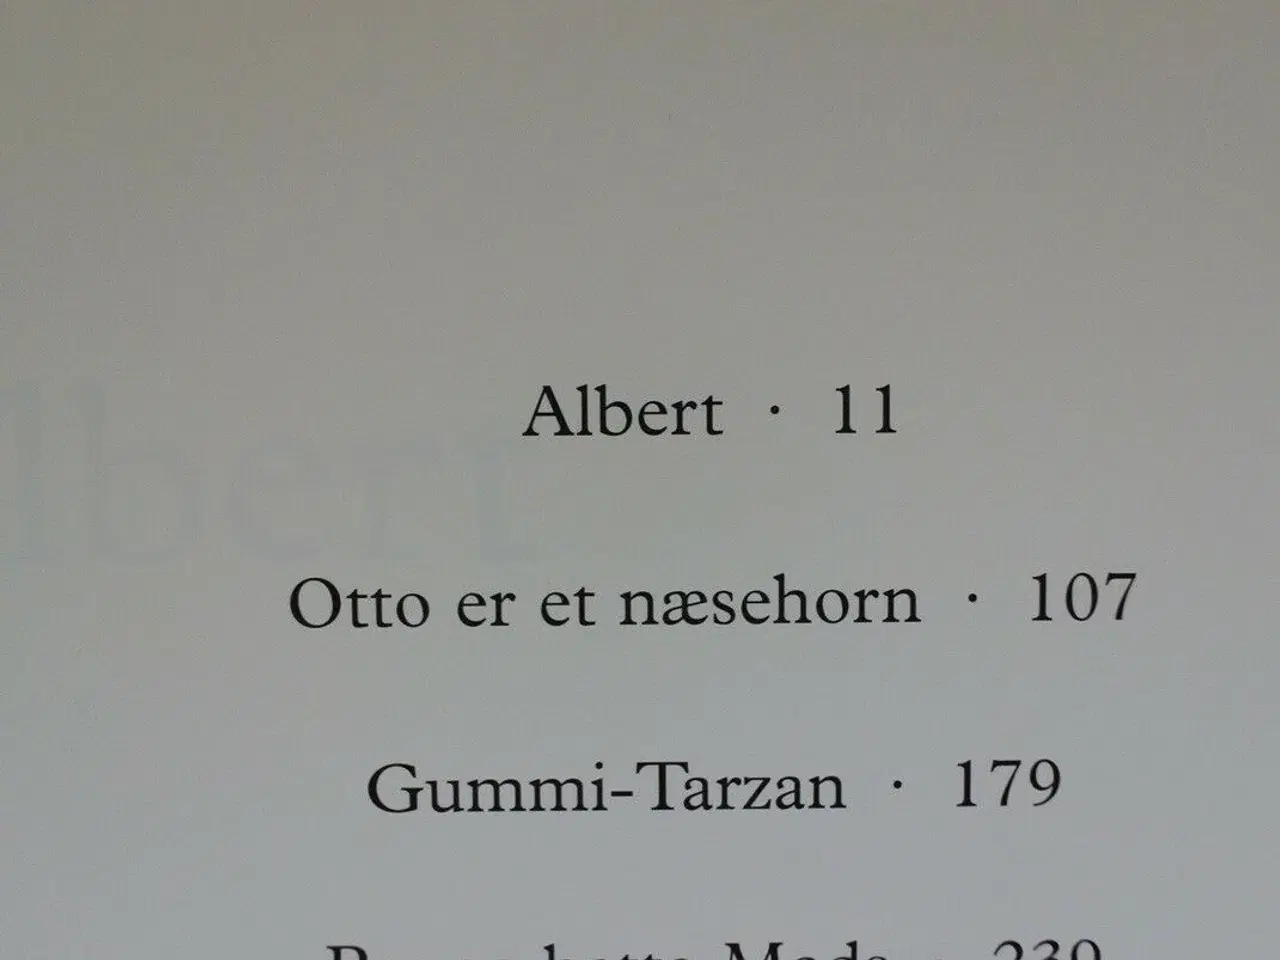 Albert · 11
Otto er et næsehorn · 107
Gummi-Tarzan · 179